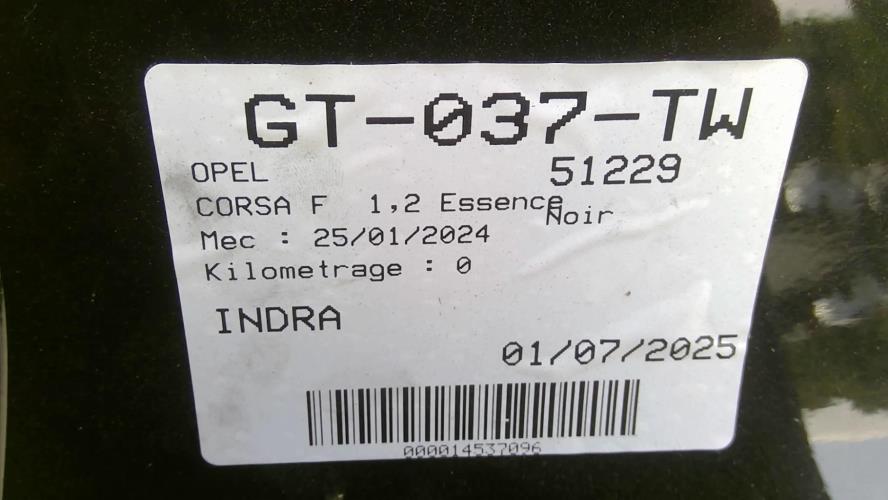 GT-037-TW
OPEL 51229
CORSA F 1,2 Essence
Noir
Mec : 25/01/2024
Kilometrage : 0
INDRA
01/07/2025
000014537096